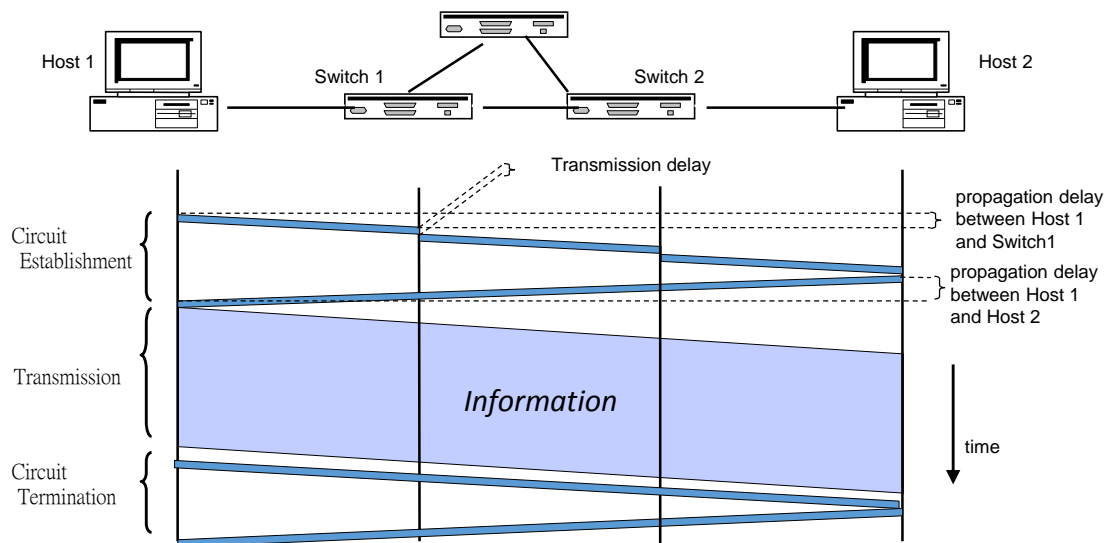 Host 1
Switch 1
Switch 2
Host 2
Transmission delay
propagation delay
between Host 1
and Switch1
Circuit
Establishment
propagation delay
between Host 1
and Host 2
Transmission
Information
time
Circuit
Termination